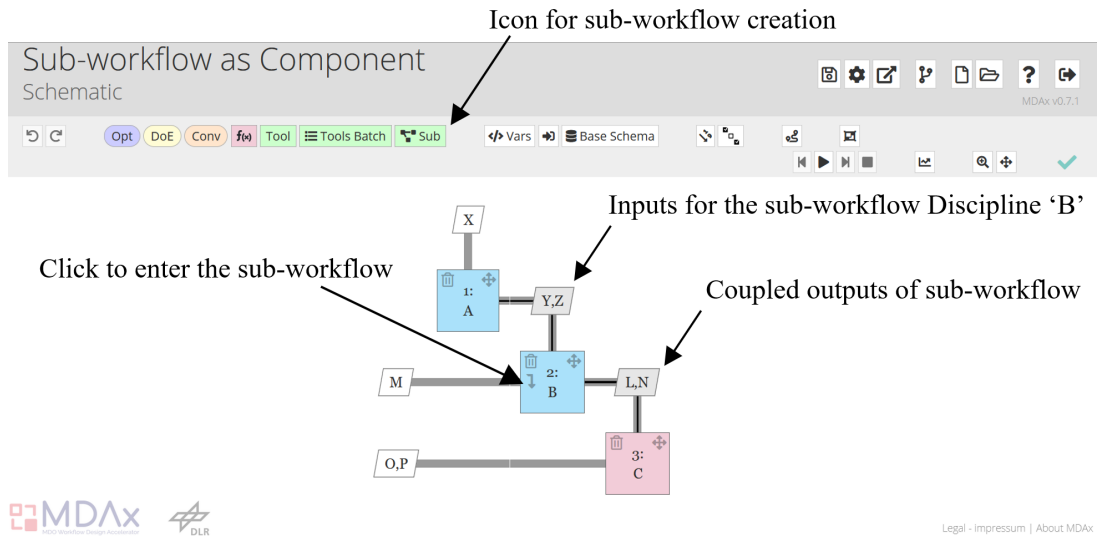 Icon for sub-workflow creation
Sub-workflow as Component
Schematic
MDAx v0.7.1
Opt DoE Conv f(x) Tool Tools Batch Sub </> Vars Base Schema
Inputs for the sub-workflow Discipline ‘B’
X
Click to enter the sub-workflow
1:
A
Y,Z
Coupled outputs of sub-workflow
M
2:
B
L,N
O,P
3:
C
MDAx
MDO Workflow Design Accelerator
DLR
Legal - Impressum | About MDAx